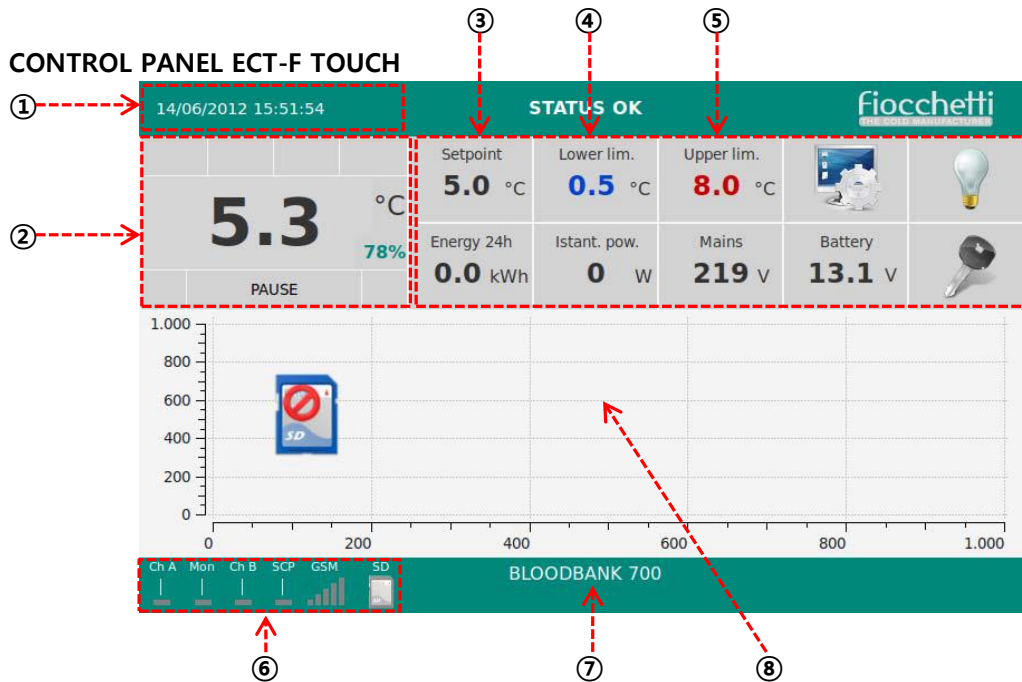 ③ ④ ⑤
CONTROL PANEL ECT-F TOUCH
①
14/06/2012 15:51:54 STATUS OK Fiocchetti
THE COLD MANUFACTURER
Setpoint Lower lim. Upper lim.
5.0 °C 0.5 °C 8.0 °C
②
5.3 °C
78%
PAUSE
Energy 24h Istant. pow. Mains Battery
0.0 kWh 0 W 219 V 13.1 V
1.000
800
600
400
200
0
SD
0 200 400 600 800 1.000
Ch A Mon Ch B SCP GSM SD
BLOODBANK 700
⑥ ⑦ ⑧